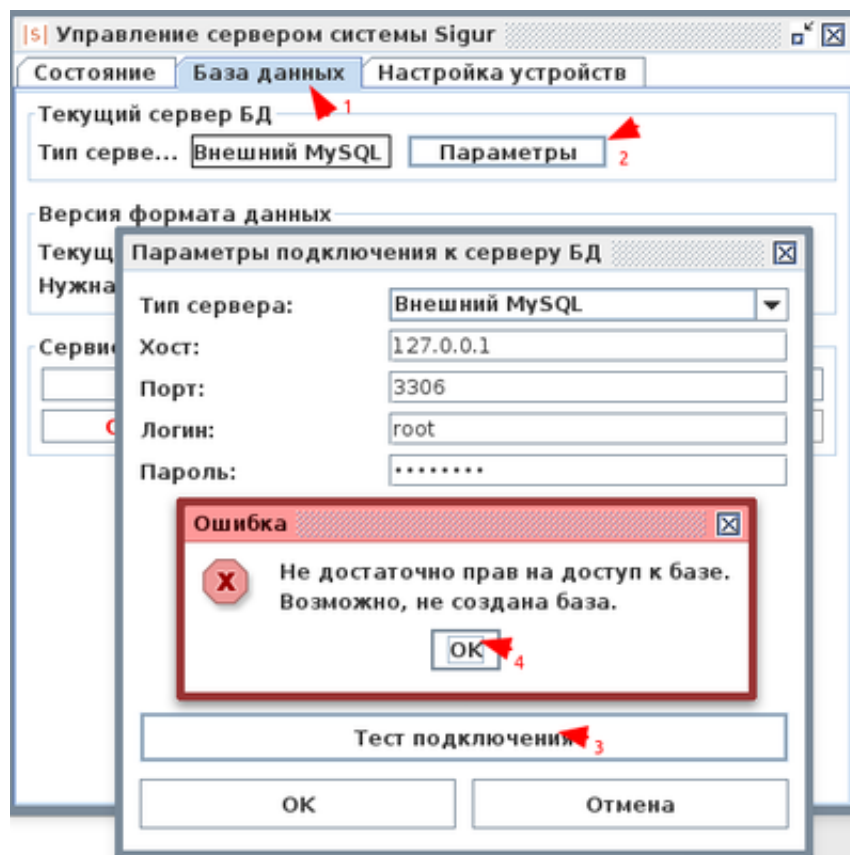 |s| Управление сервером системы Sigur
Состояние База данных Настройка устройств
1
Текущий сервер БД
Тип серве... Внешний MySQL Параметры
2
Версия формата данных
Текущ
Нужна
Сервис
Параметры подключения к серверу БД
Тип сервера: Внешний MySQL
Хост: 127.0.0.1
Порт: 3306
Логин: root
Пароль: ••••••••
Ошибка
X Не достаточно прав на доступ к базе.
Возможно, не создана база.
OK
4
Тест подключения
3
OK Отмена